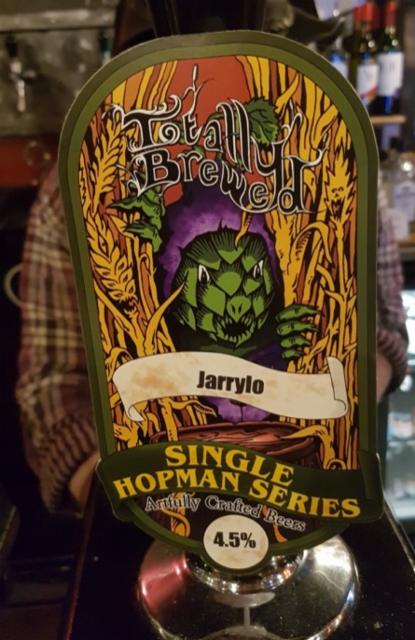 Totally
Brewed
Jarrylo
SINGLE
HOPMAN SERIES
Artfully Crafted Beers
4.5%